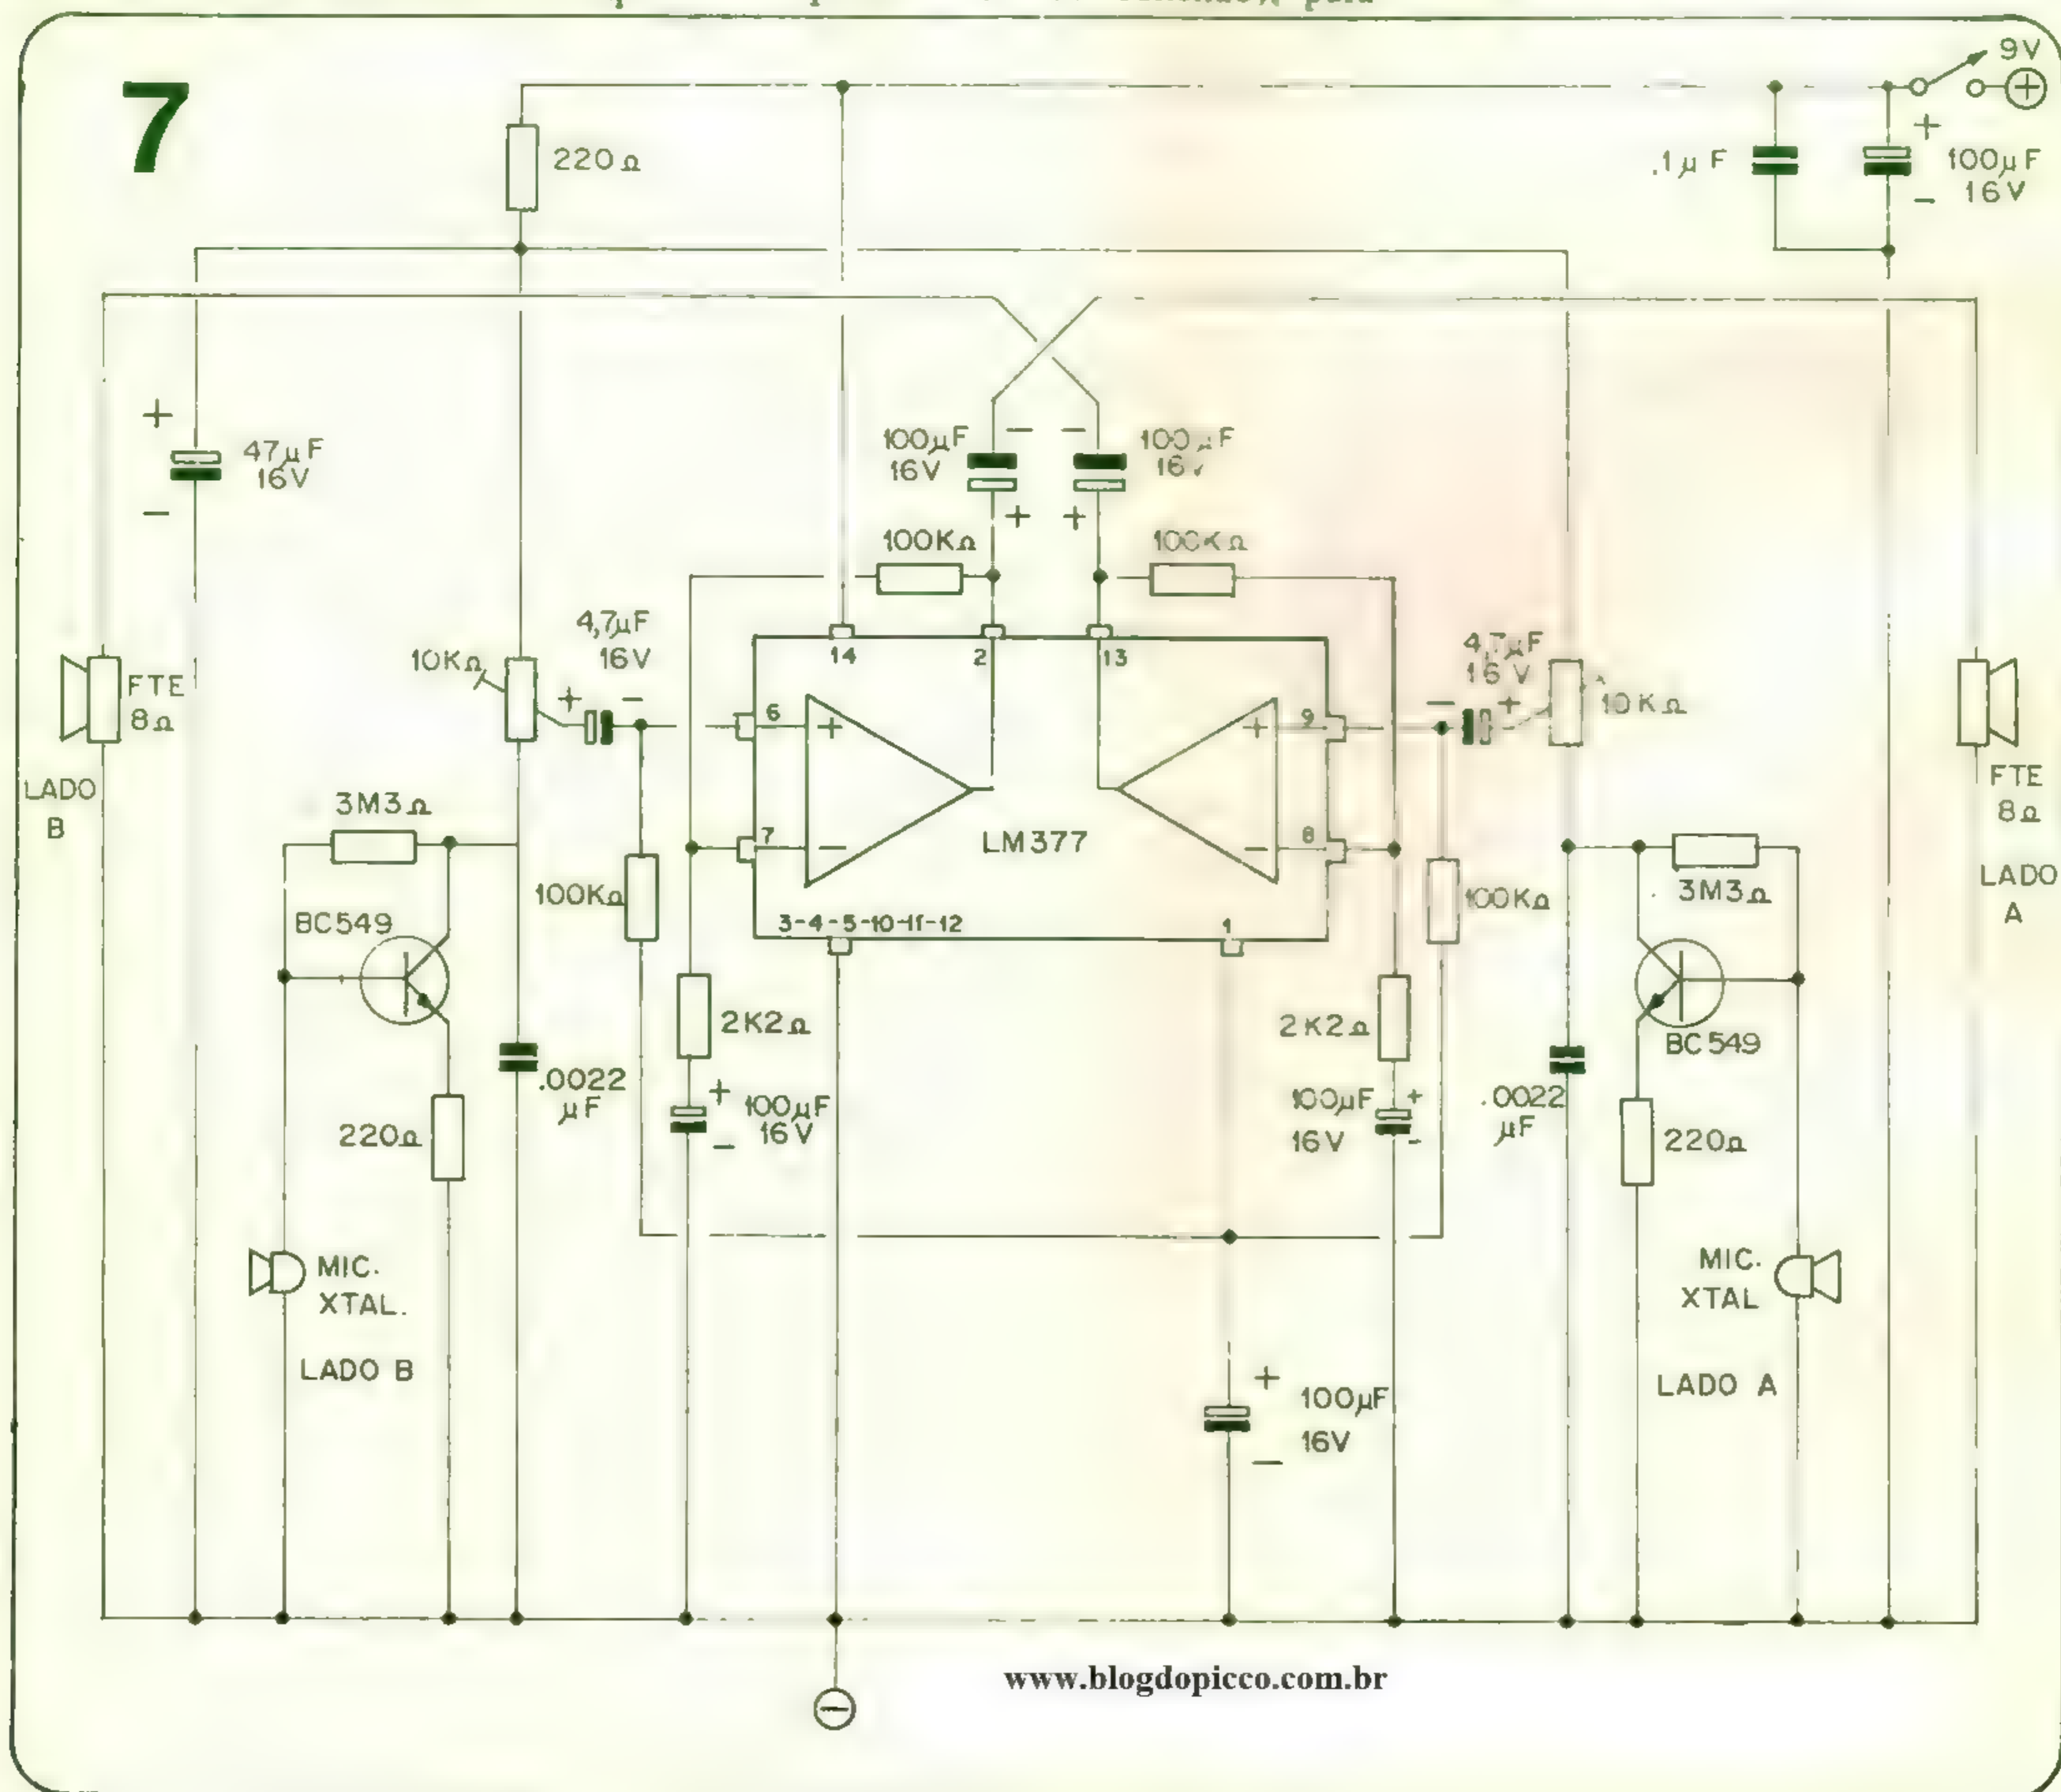 para
7
9V
220Ω
.1µF
100µF
16V
47µF
16V
100µF
16V
100µF
16V
100KΩ
100KΩ
4,7µF
16V
10KΩ
14
2
13
4,7µF
16V
10KΩ
FTE
8Ω
6
9
LADO
B
FTE
8Ω
3M3Ω
7
8
LM377
LADO
A
100KΩ
3-4-5-10-11-12
1
100KΩ
3M3Ω
BC549
BC549
2K2Ω
2K2Ω
.0022
µF
100µF
16V
100µF
16V
.0022
µF
220Ω
220Ω
MIC.
XTAL.
MIC.
XTAL
LADO B
LADO A
100µF
16V
www.blogdopicco.com.br